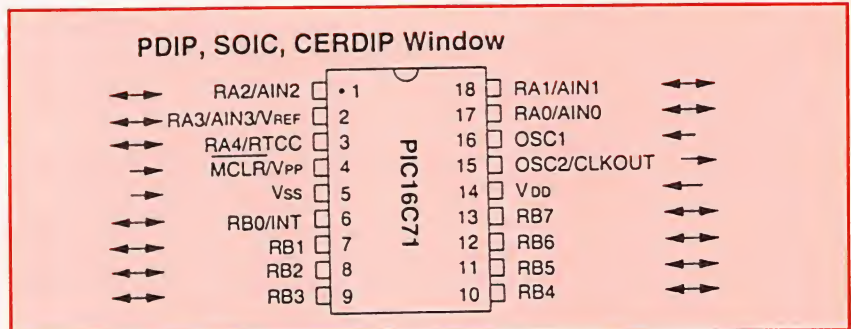 PDIP, SOIC, CERDIP Window
RA2/AIN2 • 1 18 RA1/AIN1
RA3/AIN3/VREF 2 17 RA0/AIN0
RA4/RTCC 3 16 OSC1
MCLR/VPP 4 15 OSC2/CLKOUT
VSS 5 14 VDD
RB0/INT 6 13 RB7
RB1 7 12 RB6
RB2 8 11 RB5
RB3 9 10 RB4
PIC16C71